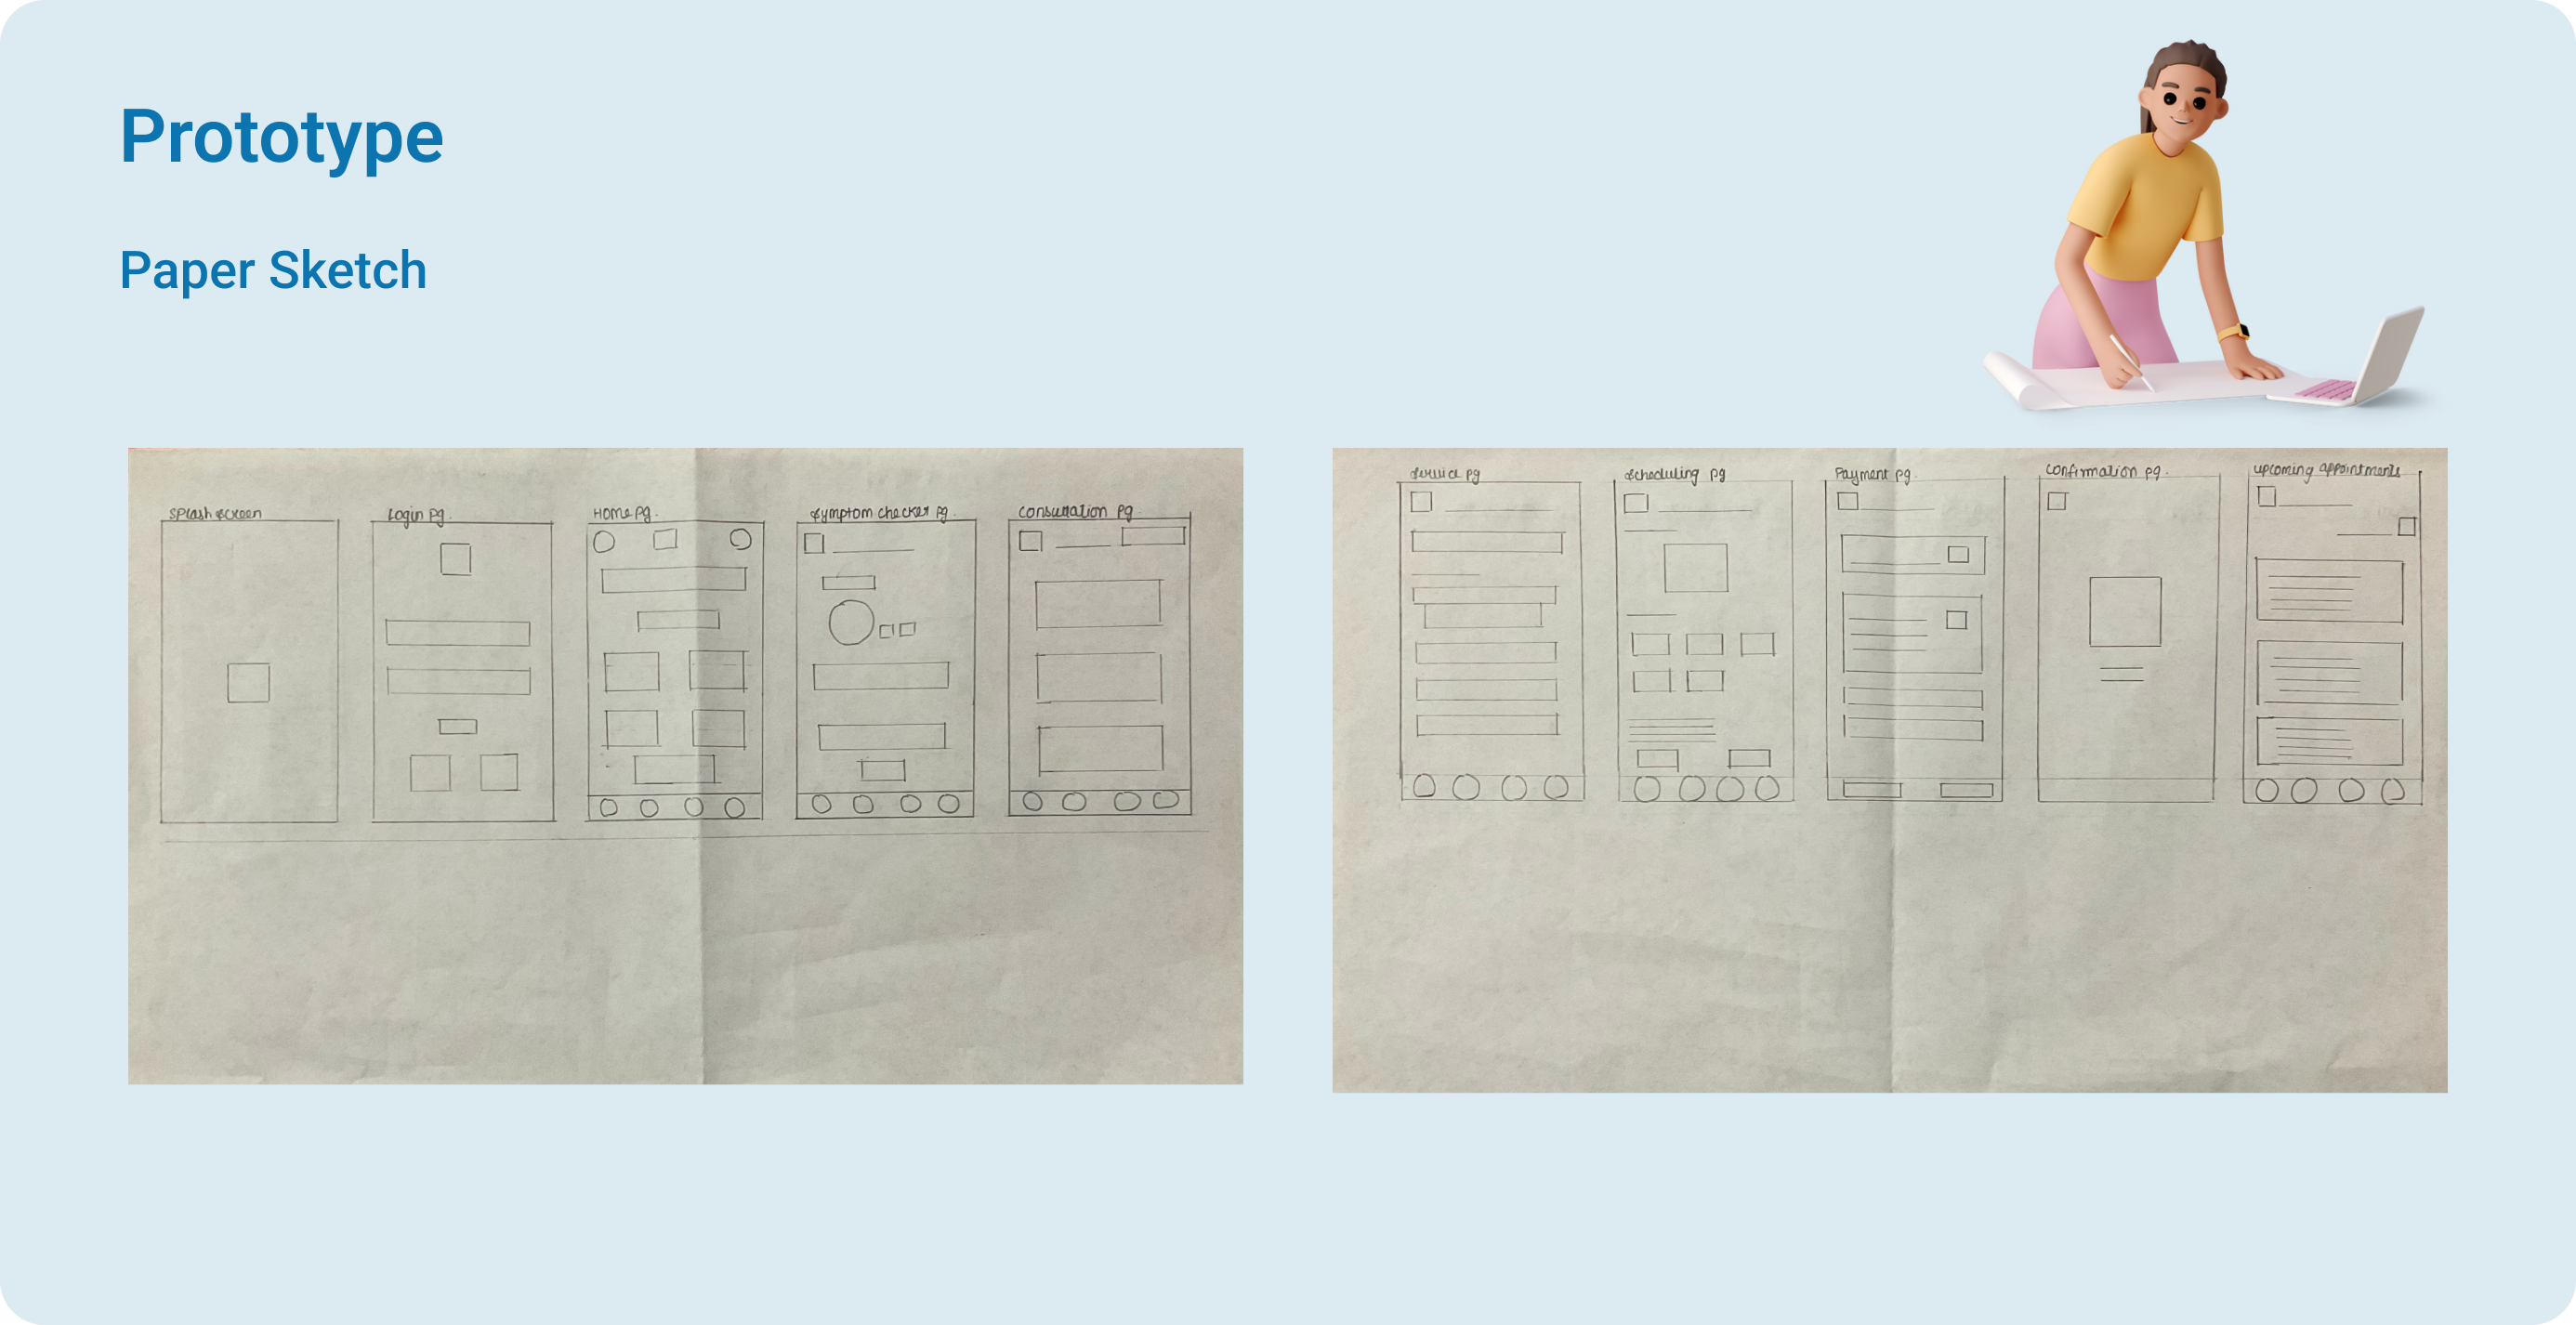 Prototype
Paper Sketch
splash screen
Login pg.
Home pg.
symptom checker pg.
consultation pg.
service pg
scheduling pg
Payment pg.
confirmation pg.
upcoming appointments